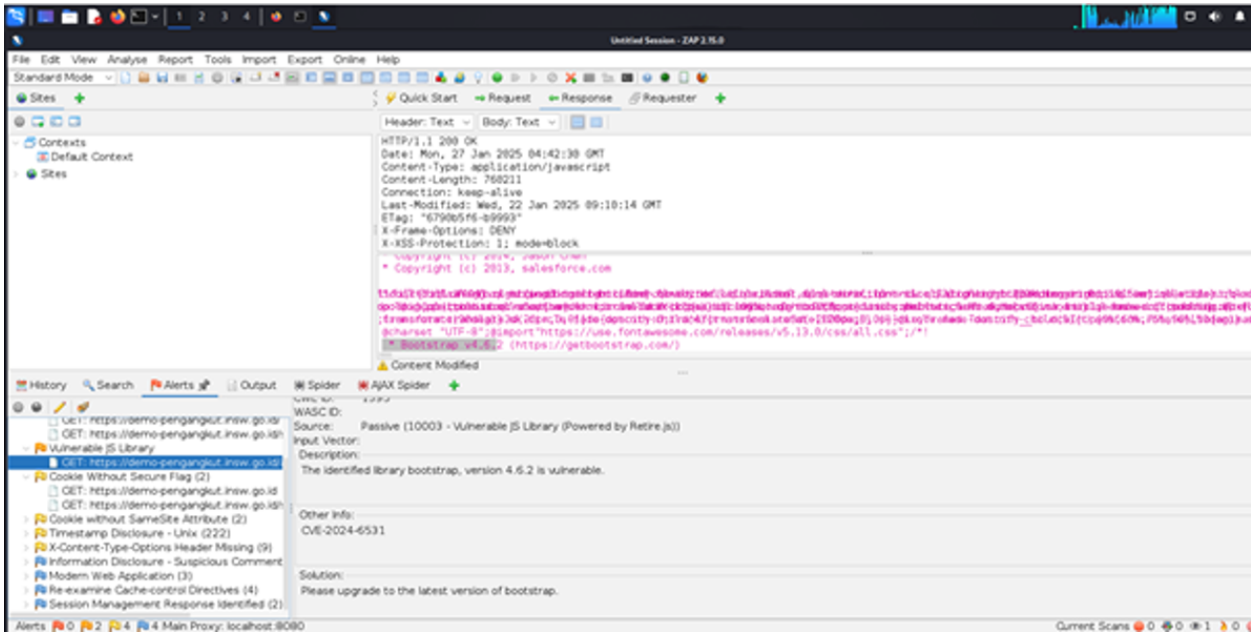 1 2 3 4
Untitled Session - ZAP 2.15.0
File Edit View Analyse Report Tools Import Export Online Help
Standard Mode
Sites
Quick Start Request Response Requester
Header: Text Body: Text
Contexts
Default Context
Sites
HTTP/1.1 200 OK
Date: Mon, 27 Jan 2025 04:42:30 GMT
Content-Type: application/javascript
Content-Length: 760211
Connection: keep-alive
Last-Modified: Wed, 22 Jan 2025 09:10:14 GMT
ETag: "6790b5f6-b9993"
X-Frame-Options: DENY
X-XSS-Protection: 1; mode=block
* Copyright (c) 2014, Jason Chen
* Copyright (c) 2013, salesforce.com
@charset "UTF-8";@import"https://use.fontawesome.com/releases/v5.13.0/css/all.css";/*!
* Bootstrap v4.6.2 (https://getbootstrap.com/)
Content Modified
History Search Alerts Output Spider AJAX Spider
GET: https://demo-pengangkut.insw.go.id/
GET: https://demo-pengangkut.insw.go.id/
Vulnerable JS Library
GET: https://demo-pengangkut.insw.go.id/
Cookie Without Secure Flag (2)
GET: https://demo-pengangkut.insw.go.id
GET: https://demo-pengangkut.insw.go.id/
Cookie without SameSite Attribute (2)
Timestamp Disclosure - Unix (222)
X-Content-Type-Options Header Missing (9)
Information Disclosure - Suspicious Comment
Modern Web Application (3)
Re-examine Cache-control Directives (4)
Session Management Response Identified (2)
CWE ID: 1395
WASC ID:
Source: Passive (10003 - Vulnerable JS Library (Powered by Retire.js))
Input Vector:
Description:
The identified library bootstrap, version 4.6.2 is vulnerable.
Other Info:
CVE-2024-6531
Solution:
Please upgrade to the latest version of bootstrap.
Alerts 0 2 4 4 Main Proxy: localhost:8080
Current Scans 0 0 1 0